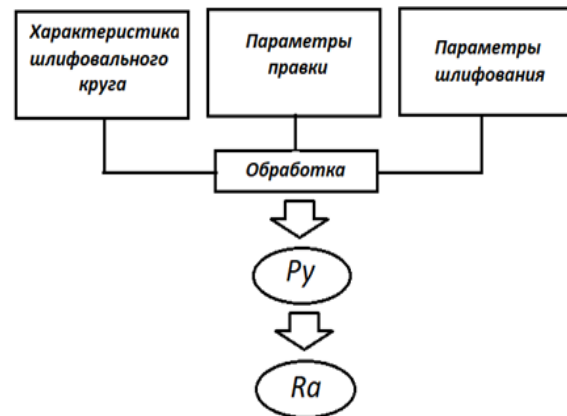 Характеристика
шлифовального
круга
Параметры
правки
Параметры
шлифования
Обработка
Py
Ra